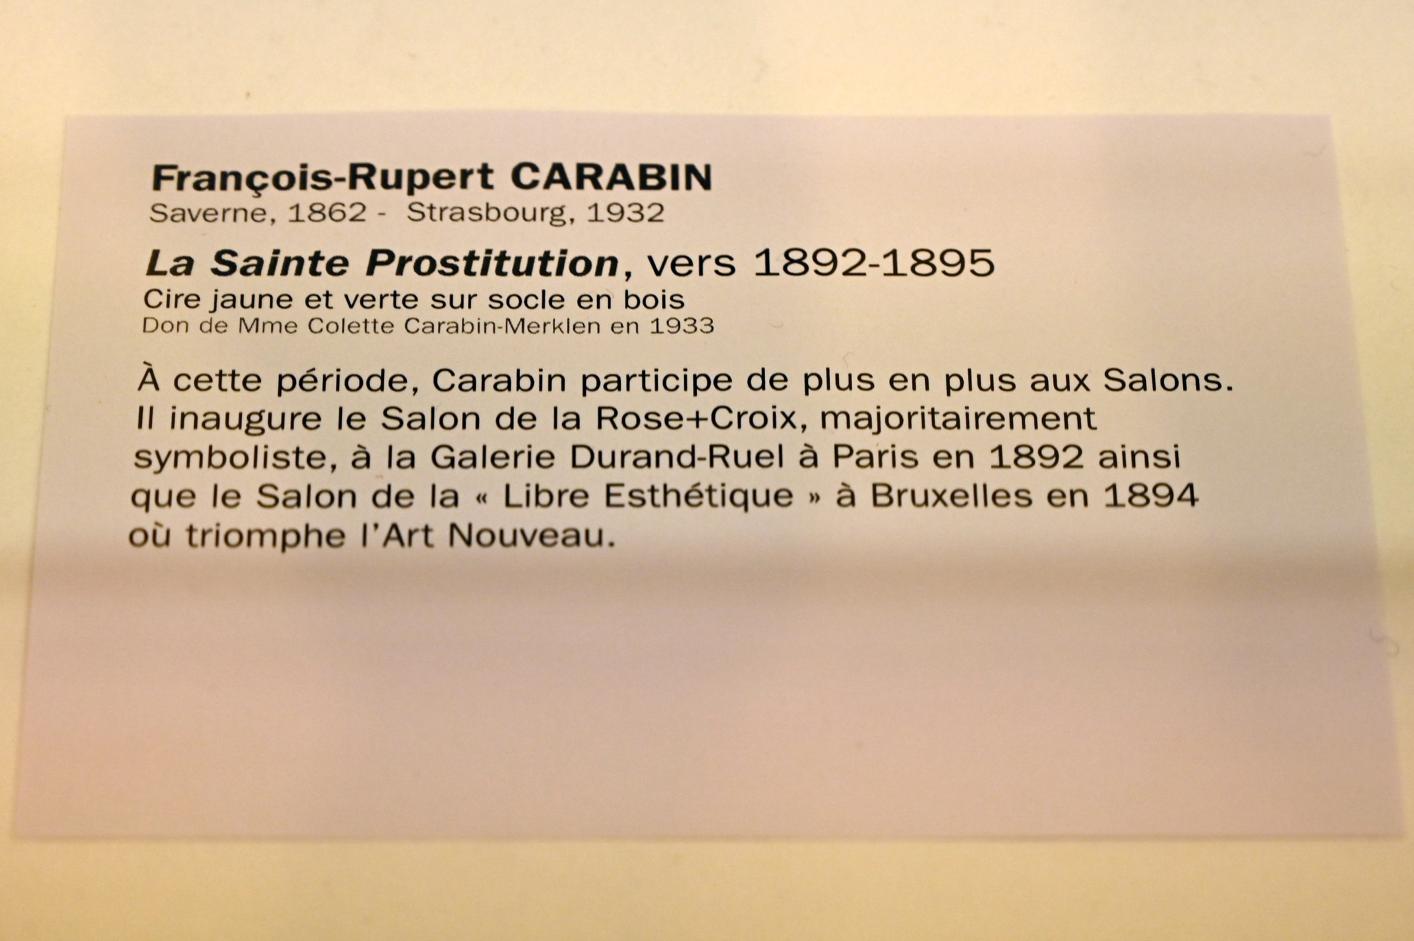 François-Rupert CARABIN
Saverne, 1862 - Strasbourg, 1932
La Sainte Prostitution, vers 1892-1895
Cire jaune et verte sur socle en bois
Don de Mme Colette Carabin-Merklen en 1933
À cette période, Carabin participe de plus en plus aux Salons.
Il inaugure le Salon de la Rose+Croix, majoritairement
symboliste, à la Galerie Durand-Ruel à Paris en 1892 ainsi
que le Salon de la « Libre Esthétique » à Bruxelles en 1894
où triomphe l'Art Nouveau.